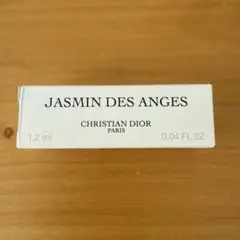 JASMIN DES ANGES
CHRISTIAN DIOR
PARIS
1,2 ml 0.04 FL OZ